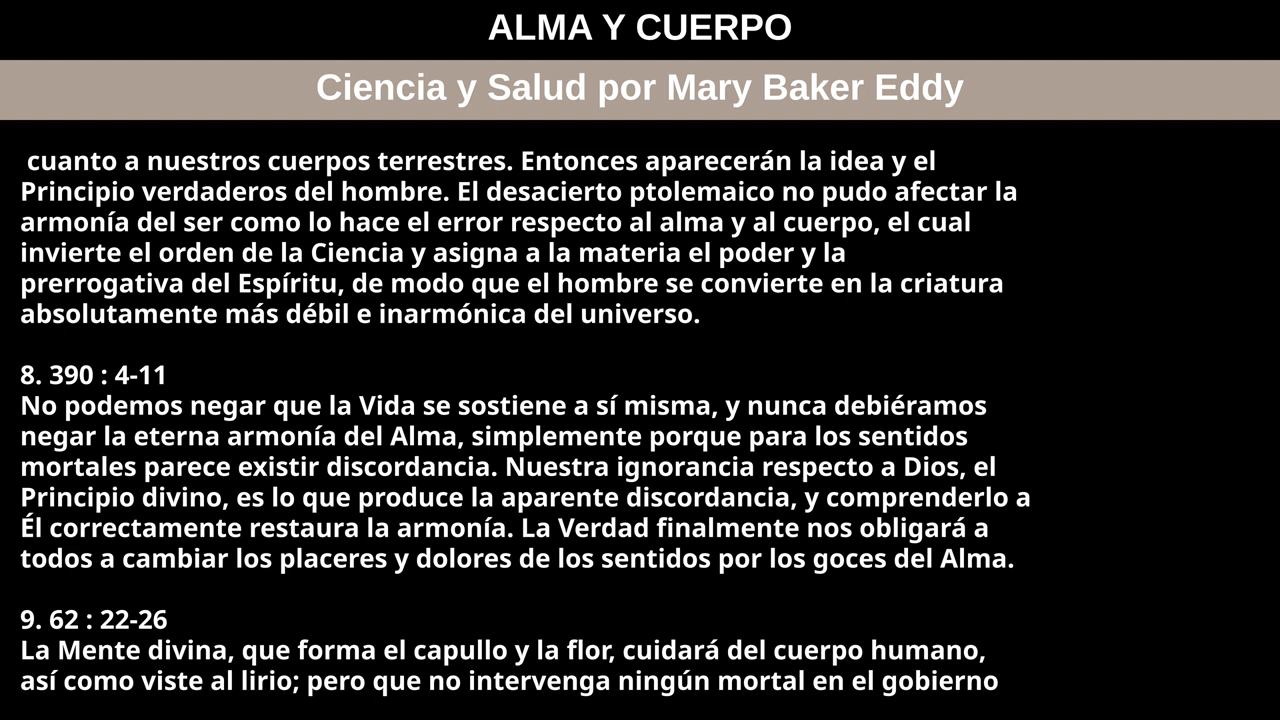 ALMA Y CUERPO
Ciencia y Salud por Mary Baker Eddy
cuanto a nuestros cuerpos terrestres. Entonces aparecerán la idea y el
Principio verdaderos del hombre. El desacierto ptolemaico no pudo afectar la
armonía del ser como lo hace el error respecto al alma y al cuerpo, el cual
invierte el orden de la Ciencia y asigna a la materia el poder y la
prerrogativa del Espíritu, de modo que el hombre se convierte en la criatura
absolutamente más débil e inarmónica del universo.
8. 390 : 4-11
No podemos negar que la Vida se sostiene a sí misma, y nunca debiéramos
negar la eterna armonía del Alma, simplemente porque para los sentidos
mortales parece existir discordancia. Nuestra ignorancia respecto a Dios, el
Principio divino, es lo que produce la aparente discordancia, y comprenderlo a
Él correctamente restaura la armonía. La Verdad finalmente nos obligará a
todos a cambiar los placeres y dolores de los sentidos por los goces del Alma.
9. 62 : 22-26
La Mente divina, que forma el capullo y la flor, cuidará del cuerpo humano,
así como viste al lirio; pero que no intervenga ningún mortal en el gobierno